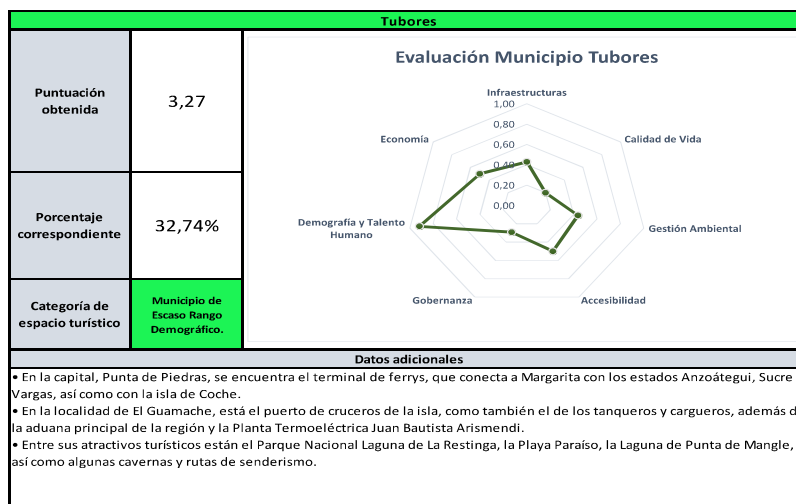 Tubores
Puntuación
obtenida
3,27
Porcentaje
correspondiente
32,74%
Categoría de
espacio turístico
Municipio de
Escaso Rango
Demográfico.
Evaluación Municipio Tubores
Infraestructuras
1,00
0,80
0,60
0,40
0,20
0,00
Calidad de Vida
Gestión Ambiental
Accesibilidad
Gobernanza
Demografía y Talento
Humano
Economía
Datos adicionales
• En la capital, Punta de Piedras, se encuentra el terminal de ferrys, que conecta a Margarita con los estados Anzoátegui, Sucre
Vargas, así como con la isla de Coche.
• En la localidad de El Guamache, está el puerto de cruceros de la isla, como también el de los tanqueros y cargueros, además d
la aduana principal de la región y la Planta Termoeléctrica Juan Bautista Arismendi.
• Entre sus atractivos turísticos están el Parque Nacional Laguna de La Restinga, la Playa Paraíso, la Laguna de Punta de Mangle,
así como algunas cavernas y rutas de senderismo.